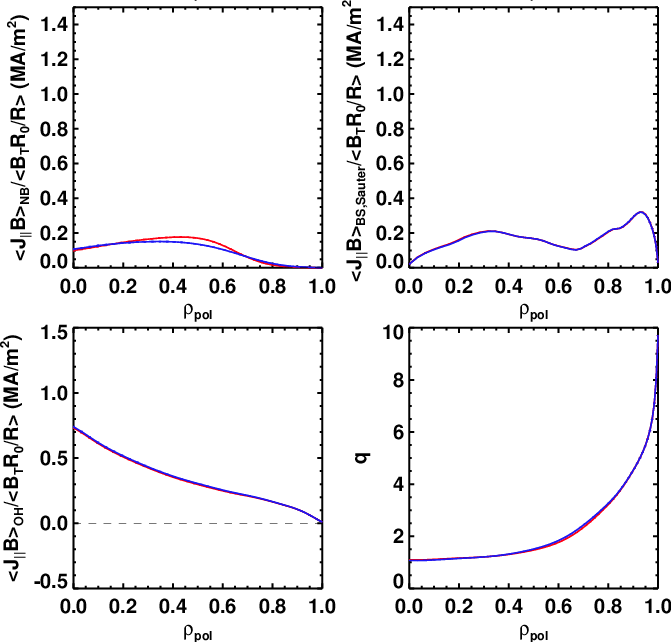 <J||B>NB/<BTR0/R> (MA/m2)
1.4
1.2
1.0
0.8
0.6
0.4
0.2
0.0
0.0 0.2 0.4 0.6 0.8 1.0
ρpol
<J||B>BS,Sauter/<BTR0/R> (MA/m2
1.4
1.2
1.0
0.8
0.6
0.4
0.2
0.0
0.0 0.2 0.4 0.6 0.8 1.0
ρpol
<J||B>OH/<BTR0/R> (MA/m2)
1.5
1.0
0.5
0.0
-0.5
0.0 0.2 0.4 0.6 0.8 1.0
ρpol
q
10
8
6
4
2
0
0.0 0.2 0.4 0.6 0.8 1.0
ρpol